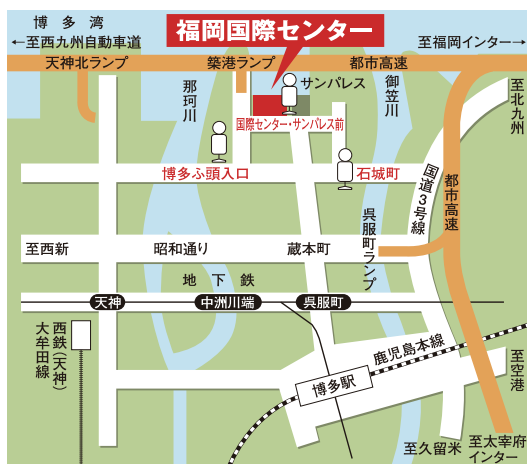 博多湾
福岡国際センター
←至西九州自動車道
至福岡インター→
天神北ランプ
築港ランプ
都市高速
サンパレス
那珂川
御笠川
至北九州
国際センター・サンパレス前
博多ふ頭入口
石城町
国道3号線
都市高速
呉服町ランプ
至西新
昭和通り
蔵本町
地下鉄
天神
中洲川端
呉服町
西鉄(天神)
大牟田線
鹿児島本線
博多駅
至空港
至久留米
至太宰府
インター